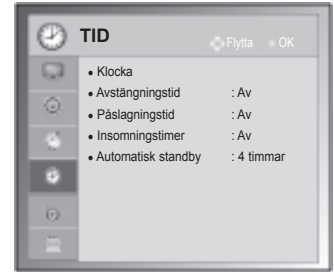 TID
Flytta OK
• Klocka
• Avstängningstid : Av
• Påslagningstid : Av
• Insomningstimer : Av
• Automatisk standby : 4 timmar